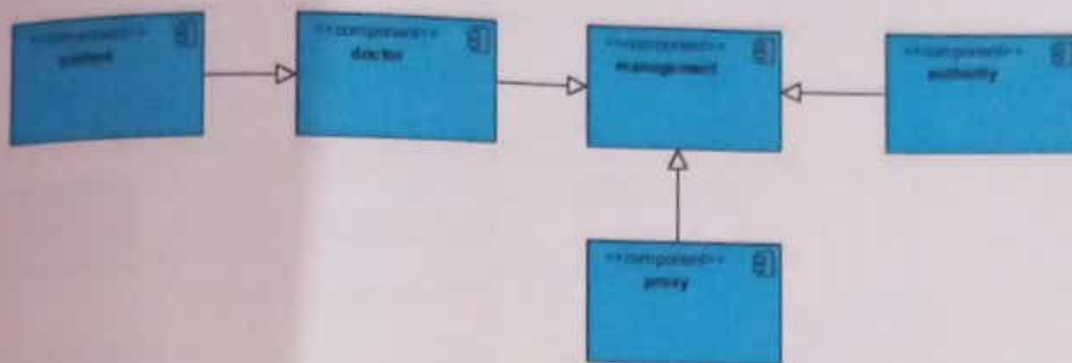 <<component>>
patient
<<component>>
doctor
<<component>>
management
<<component>>
authority
<<component>>
proxy